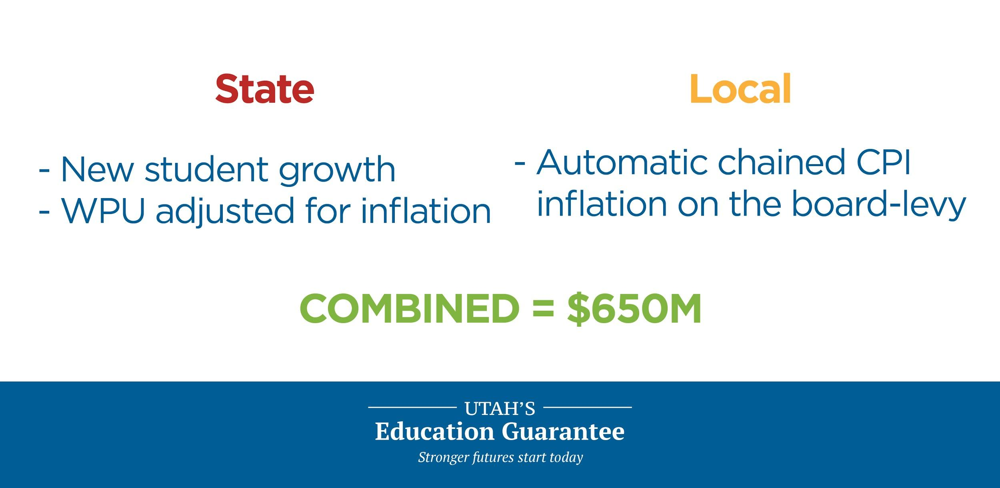 State
- New student growth
- WPU adjusted for inflation
Local
- Automatic chained CPI
inflation on the board-levy
COMBINED = $650M
UTAH'S
Education Guarantee
Stronger futures start today